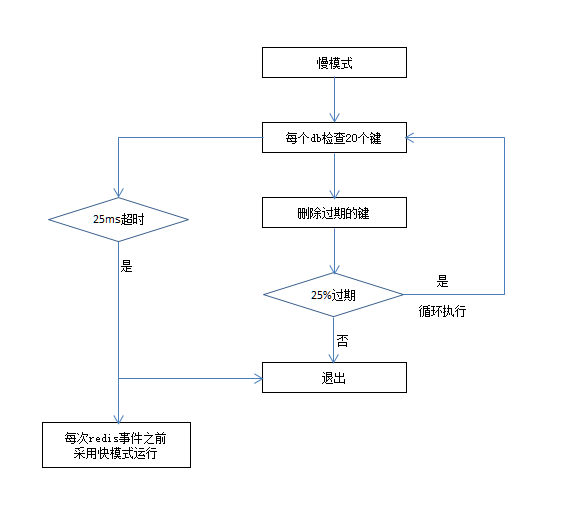 慢模式
每个db检查20个键
25ms超时
删除过期的键
是
25%过期
是
循环执行
否
退出
每次redis事件之前
采用快模式运行